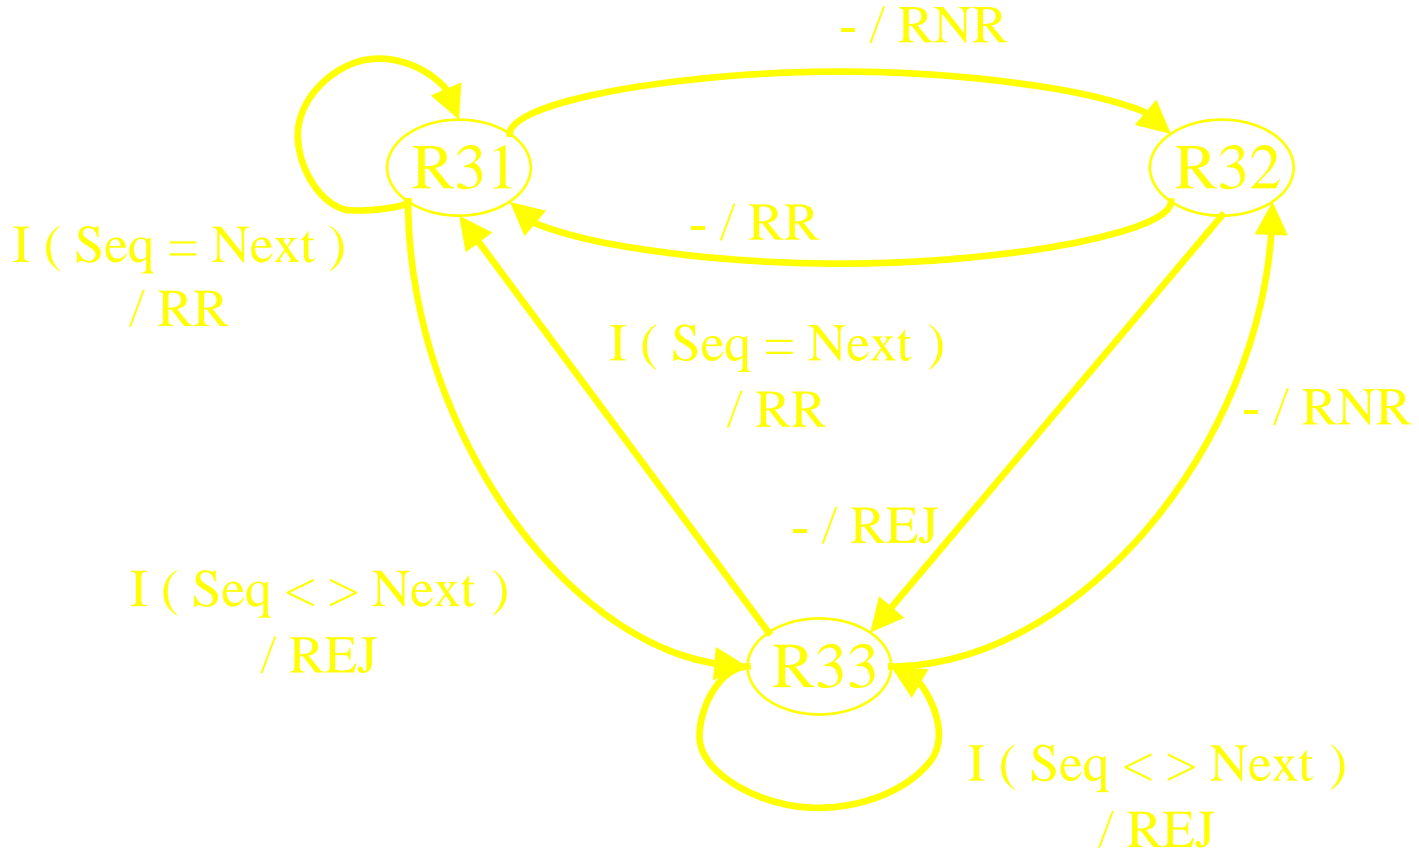 - / RNR
R31
R32
- / RR
I ( Seq = Next )
/ RR
I ( Seq = Next )
/ RR
- / RNR
- / REJ
I ( Seq < > Next )
/ REJ
R33
I ( Seq < > Next )
/ REJ